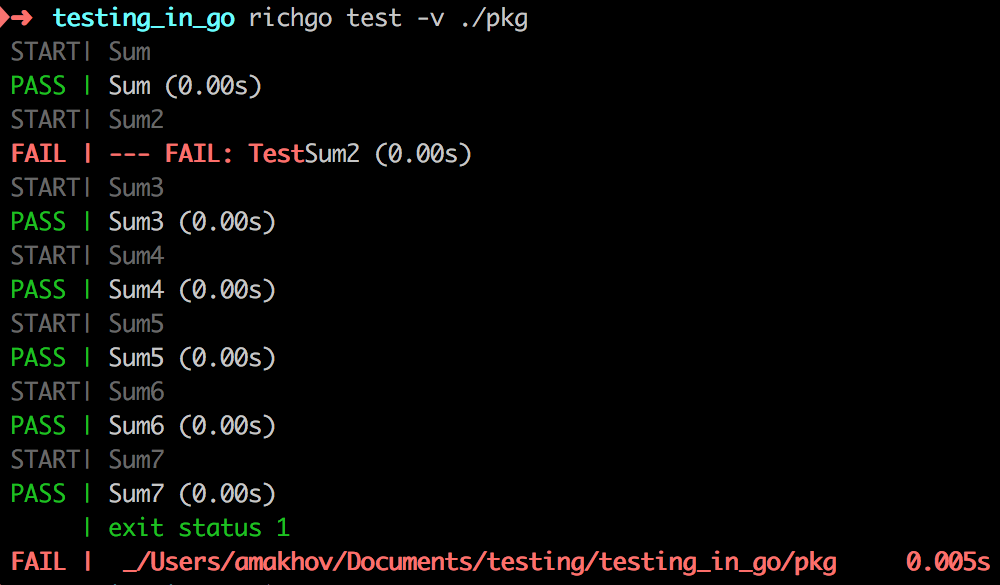 ➜ testing_in_go richgo test -v ./pkg
START| Sum
PASS | Sum (0.00s)
START| Sum2
FAIL | --- FAIL: TestSum2 (0.00s)
START| Sum3
PASS | Sum3 (0.00s)
START| Sum4
PASS | Sum4 (0.00s)
START| Sum5
PASS | Sum5 (0.00s)
START| Sum6
PASS | Sum6 (0.00s)
START| Sum7
PASS | Sum7 (0.00s)
| exit status 1
FAIL | _/Users/amakhov/Documents/testing/testing_in_go/pkg 0.005s